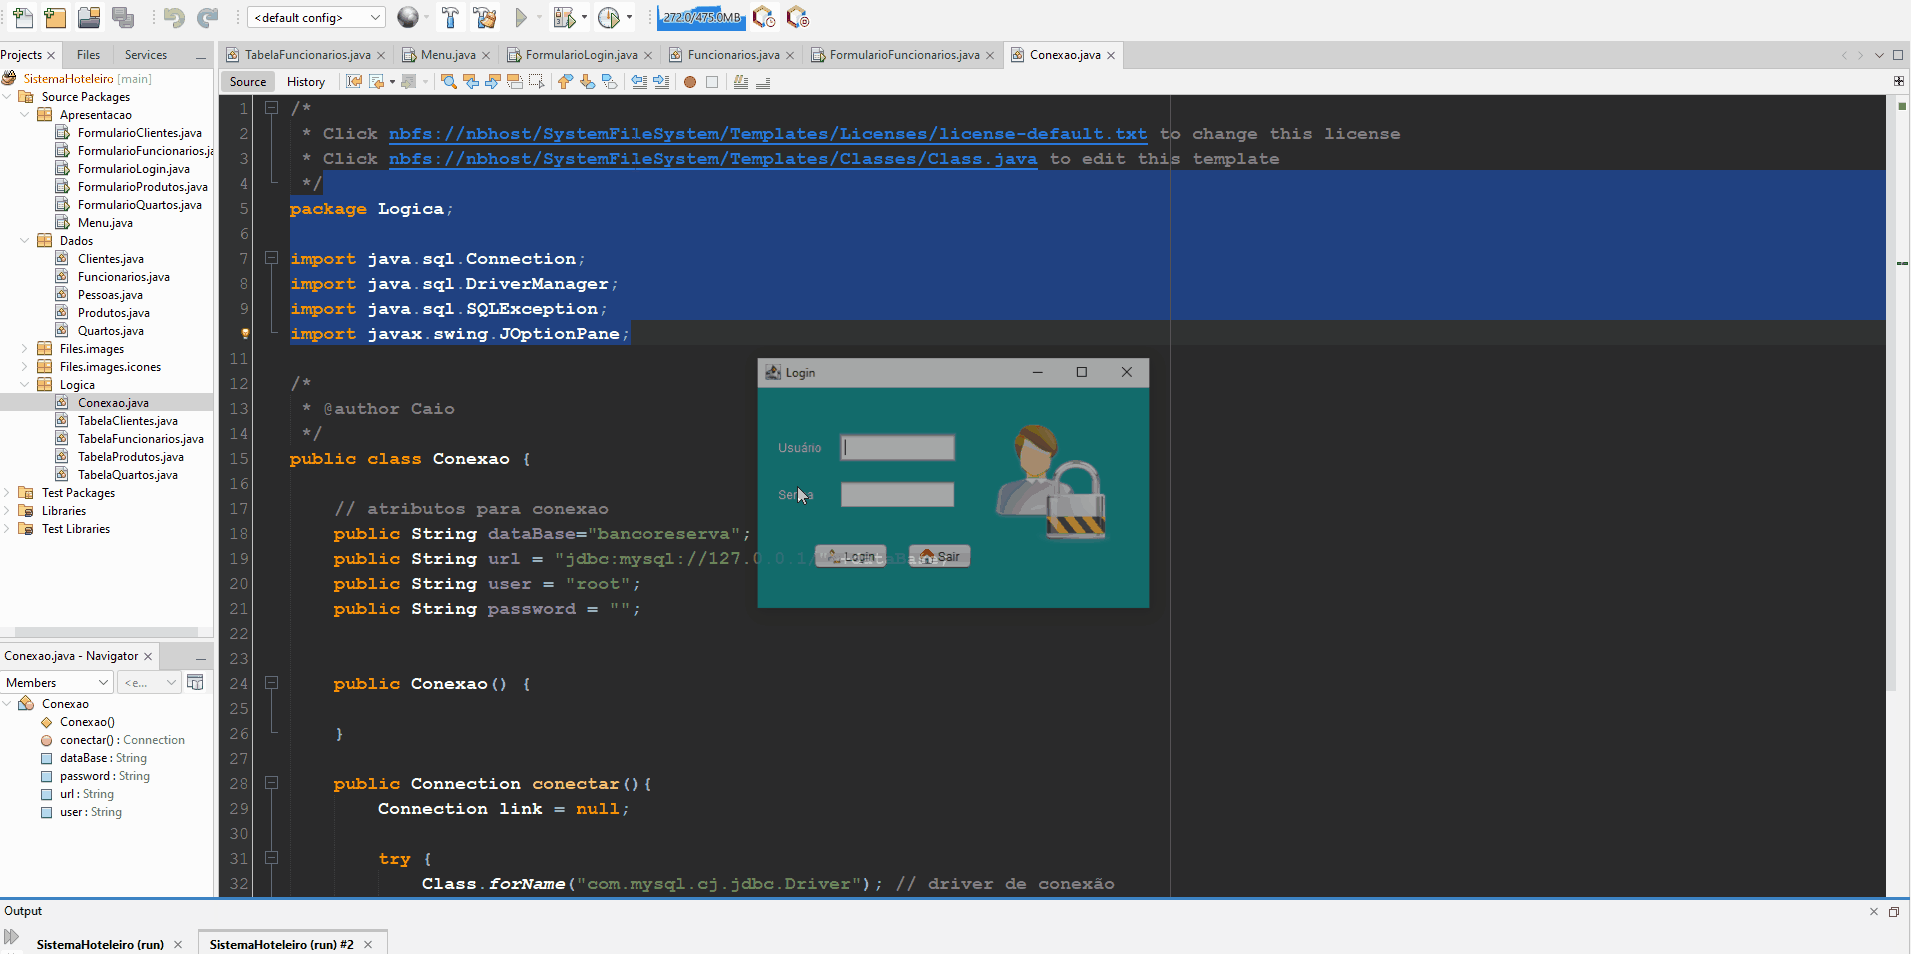 <default config>
272.0/475.0MB
Projects
Files
Services
TabelaFuncionarios.java
Menu.java
FormularioLogin.java
Funcionarios.java
FormularioFuncionarios.java
Conexao.java
SistemaHoteleiro [main]
Source Packages
Apresentacao
FormularioClientes.java
FormularioFuncionarios.ja
FormularioLogin.java
FormularioProdutos.java
FormularioQuartos.java
Menu.java
Dados
Clientes.java
Funcionarios.java
Pessoas.java
Produtos.java
Quartos.java
Files.images
Files.images.icones
Logica
Conexao.java
TabelaClientes.java
TabelaFuncionarios.java
TabelaProdutos.java
TabelaQuartos.java
Test Packages
Libraries
Test Libraries
Conexao.java - Navigator
Members
<e...
Conexao
Conexao()
conectar() : Connection
dataBase : String
password : String
url : String
user : String
Source
History
1 /*
2 * Click nbfs://nbhost/SystemFileSystem/Templates/Licenses/license-default.txt to change this license
3 * Click nbfs://nbhost/SystemFileSystem/Templates/Classes/Class.java to edit this template
4 */
5 package Logica;
6
7 import java.sql.Connection;
8 import java.sql.DriverManager;
9 import java.sql.SQLException;
import javax.swing.JOptionPane;
11
12 /*
13 * @author Caio
14 */
15 public class Conexao {
16
17 // atributos para conexao
18 public String dataBase="bancoreserva";
19 public String url = "jdbc:mysql://127.0.0.1/
20 public String user = "root";
21 public String password = "";
22
23
24 public Conexao() {
25
26 }
27
28 public Connection conectar(){
29 Connection link = null;
30
31 try {
32 Class.forName("com.mysql.cj.jdbc.Driver"); // driver de conexão
Login
Usuário
Senha
Login
Sair
Output
SistemaHoteleiro (run)
SistemaHoteleiro (run) #2